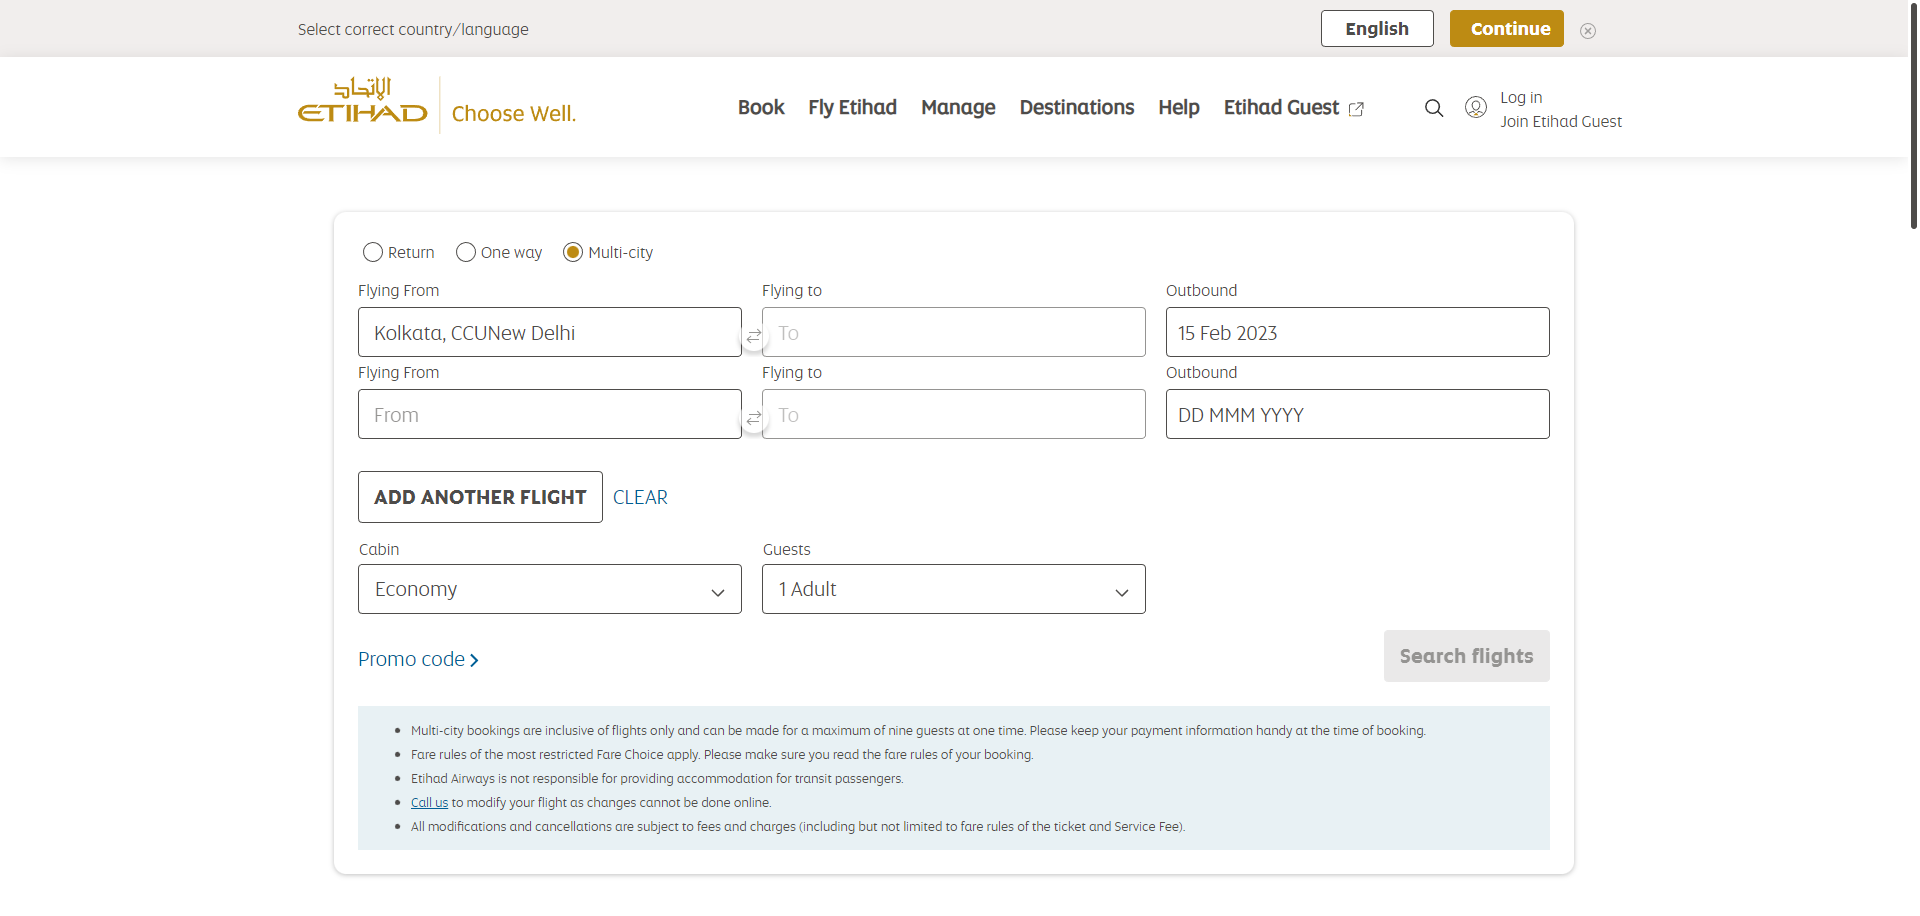 Select correct country/language
English
Continue
الإتحاد
ETIHAD
Choose Well.
Book
Fly Etihad
Manage
Destinations
Help
Etihad Guest
Log in
Join Etihad Guest
Return
One way
Multi-city
Flying From
Flying to
Outbound
Kolkata, CCUNew Delhi
To
15 Feb 2023
Flying From
Flying to
Outbound
From
To
DD MMM YYYY
ADD ANOTHER FLIGHT
CLEAR
Cabin
Guests
Economy
1 Adult
Promo code
Search flights
Multi-city bookings are inclusive of flights only and can be made for a maximum of nine guests at one time. Please keep your payment information handy at the time of booking.
Fare rules of the most restricted Fare Choice apply. Please make sure you read the fare rules of your booking.
Etihad Airways is not responsible for providing accommodation for transit passengers.
Call us to modify your flight as changes cannot be done online.
All modifications and cancellations are subject to fees and charges (including but not limited to fare rules of the ticket and Service Fee).